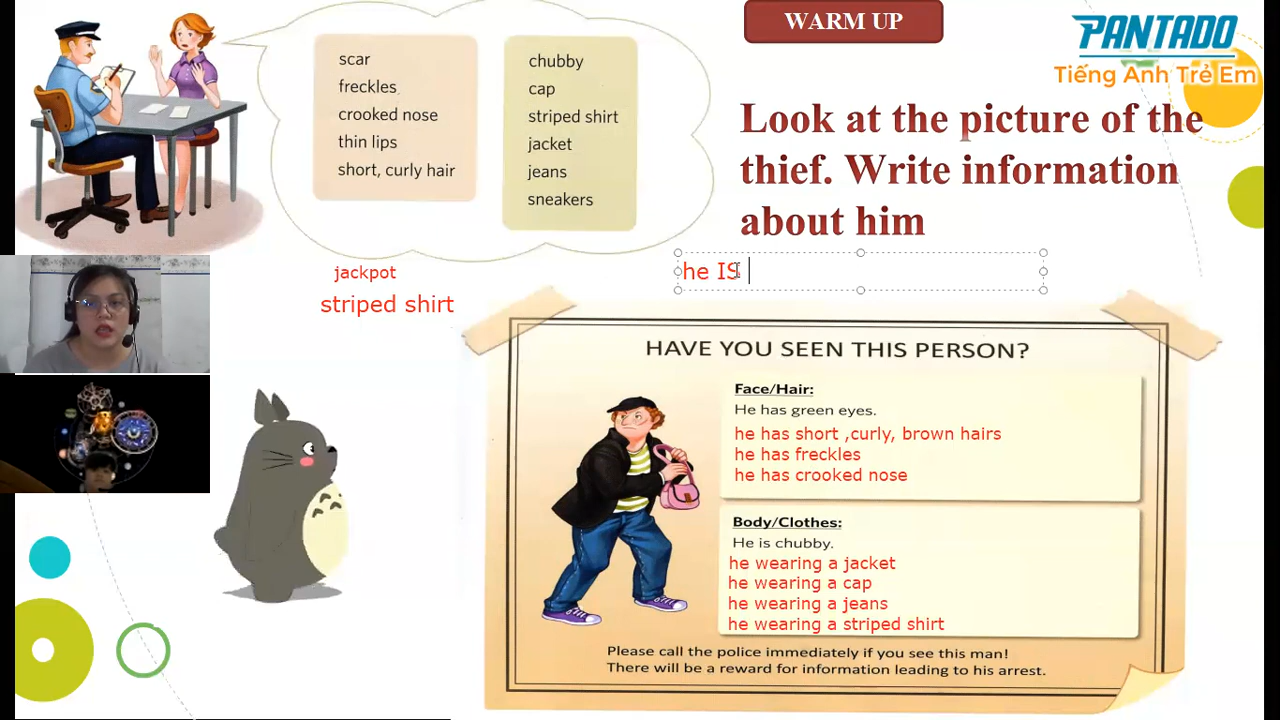 WARM UP
PANTADO
Tiếng Anh Trẻ Em
scar
freckles
crooked nose
thin lips
short, curly hair
chubby
cap
striped shirt
jacket
jeans
sneakers
Look at the picture of the
thief. Write information
about him
he IS
jackpot
striped shirt
HAVE YOU SEEN THIS PERSON?
Face/Hair:
He has green eyes.
he has short ,curly, brown hairs
he has freckles
he has crooked nose
Body/Clothes:
He is chubby.
he wearing a jacket
he wearing a cap
he wearing a jeans
he wearing a striped shirt
Please call the police immediately if you see this man!
There will be a reward for information leading to his arrest.